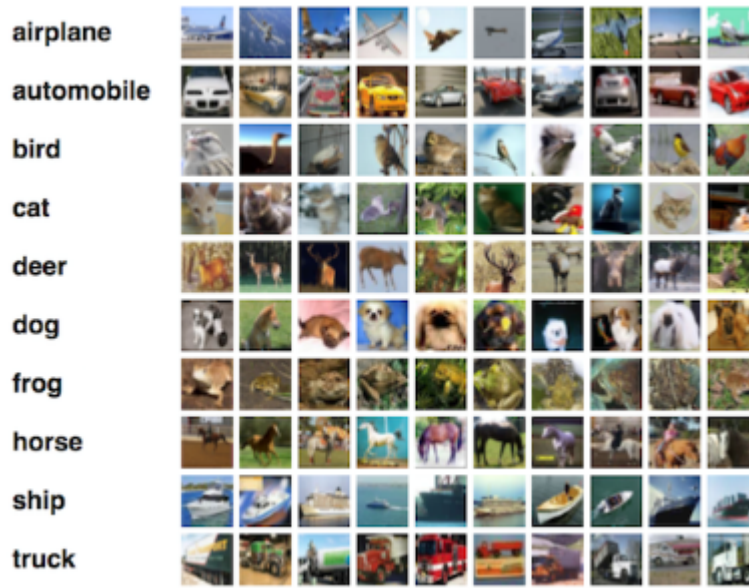 airplane
automobile
bird
cat
deer
dog
frog
horse
ship
truck